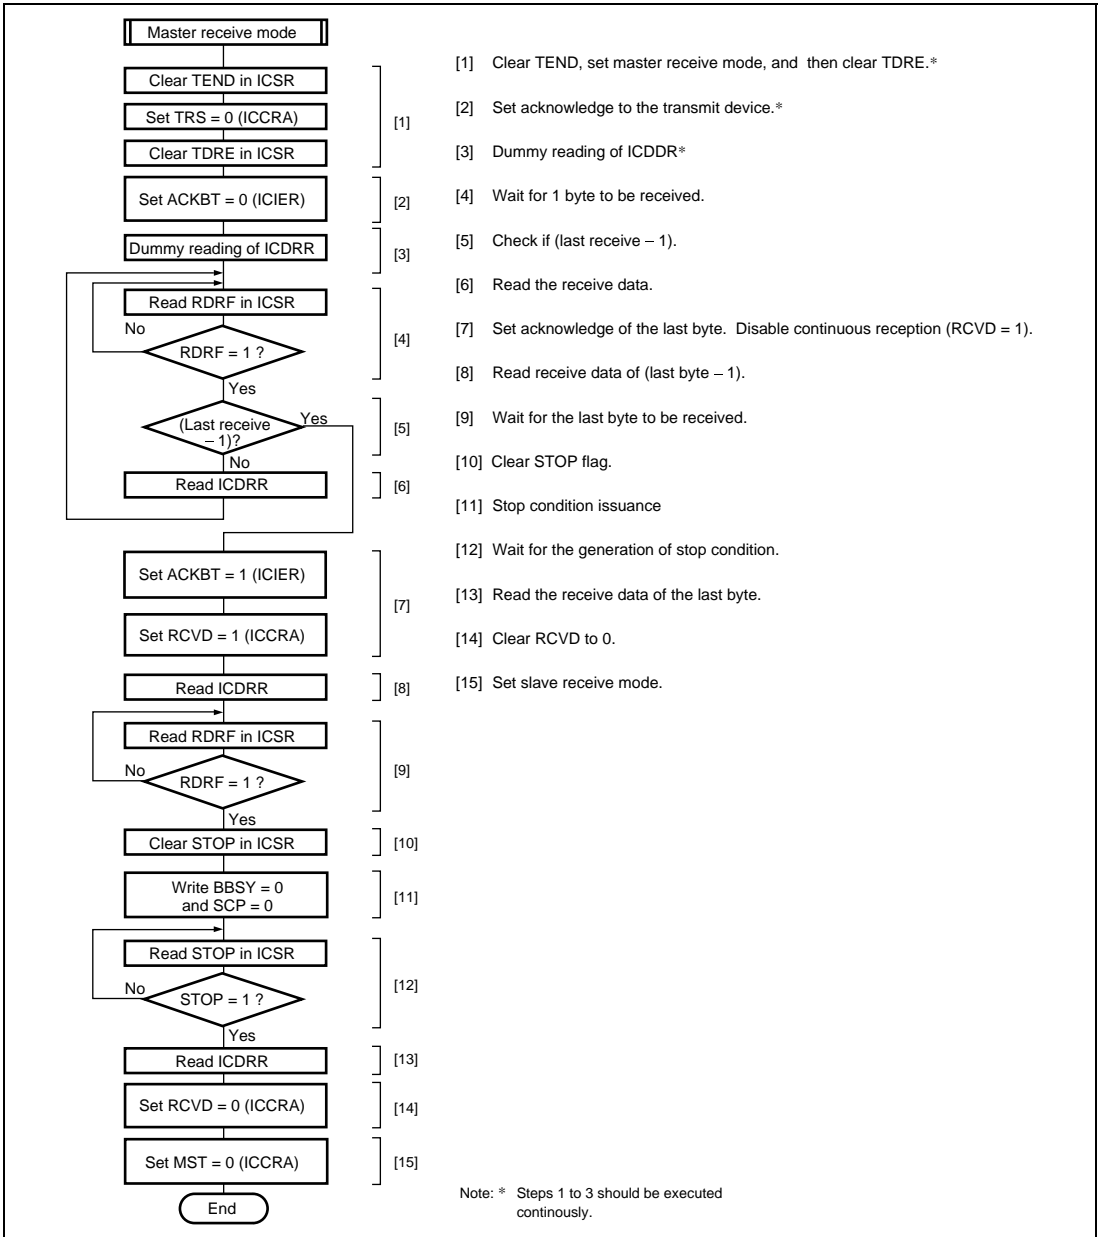 Master receive mode
Clear TEND in ICSR
Set TRS = 0 (ICCRA)
Clear TDRE in ICSR
[1]
Set ACKBT = 0 (ICIER)
[2]
Dummy reading of ICDRR
[3]
Read RDRF in ICSR
No
RDRF = 1 ?
[4]
Yes
(Last receive
– 1)?
Yes
[5]
No
Read ICDRR
[6]
Set ACKBT = 1 (ICIER)
[7]
Set RCVD = 1 (ICCRA)
Read ICDRR
[8]
Read RDRF in ICSR
No
RDRF = 1 ?
[9]
Yes
Clear STOP in ICSR
[10]
Write BBSY = 0
and SCP = 0
[11]
Read STOP in ICSR
No
STOP = 1 ?
[12]
Yes
Read ICDRR
[13]
Set RCVD = 0 (ICCRA)
[14]
Set MST = 0 (ICCRA)
[15]
End
[1] Clear TEND, set master receive mode, and then clear TDRE.*
[2] Set acknowledge to the transmit device.*
[3] Dummy reading of ICDDR*
[4] Wait for 1 byte to be received.
[5] Check if (last receive – 1).
[6] Read the receive data.
[7] Set acknowledge of the last byte. Disable continuous reception (RCVD = 1).
[8] Read receive data of (last byte – 1).
[9] Wait for the last byte to be received.
[10] Clear STOP flag.
[11] Stop condition issuance
[12] Wait for the generation of stop condition.
[13] Read the receive data of the last byte.
[14] Clear RCVD to 0.
[15] Set slave receive mode.
Note: * Steps 1 to 3 should be executed
continously.